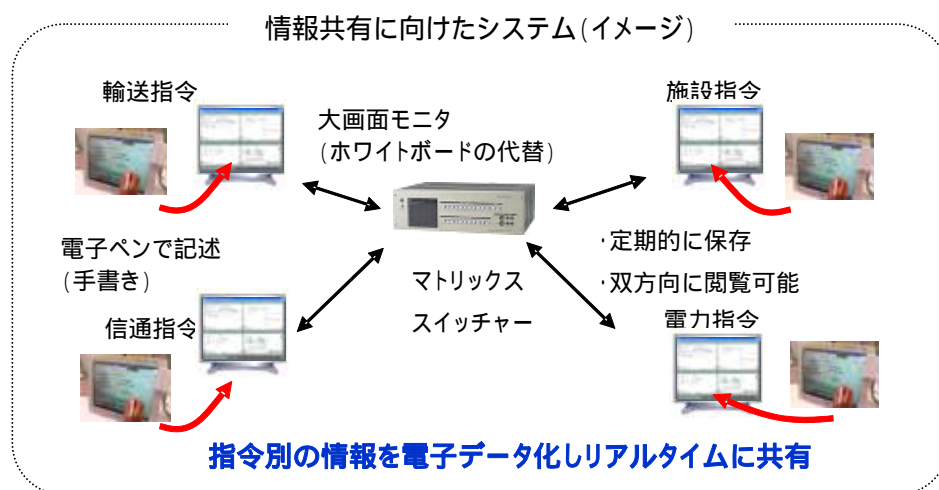 情報共有に向けたシステム(イメージ)
輸送指令
施設指令
大画面モニタ
(ホワイトボードの代替)
電子ペンで記述
(手書き)
・定期的に保存
・双方向に閲覧可能
マトリックス
スイッチャー
信通指令
電力指令
指令別の情報を電子データ化しリアルタイムに共有